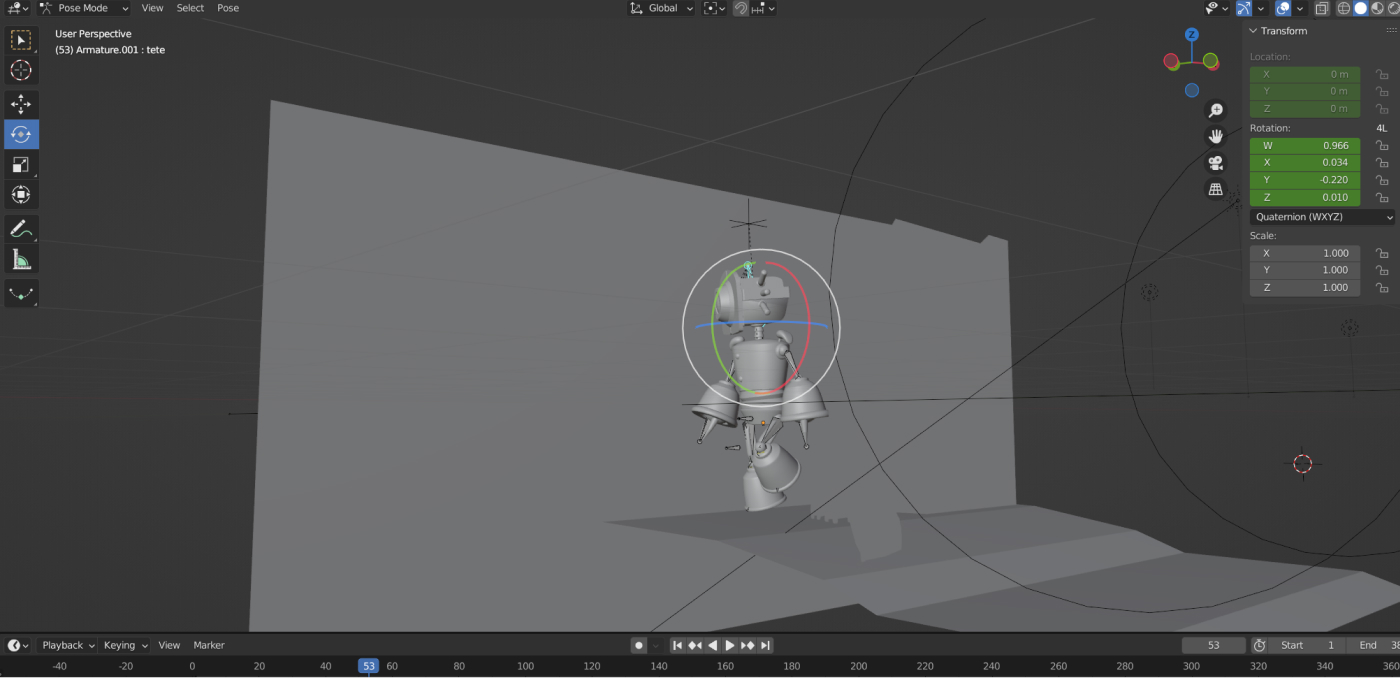 Pose Mode View Select Pose Global
User Perspective
(53) Armature.001 : tete
Z
Transform
Location:
X 0 m
Y 0 m
Z 0 m
Rotation: 4L
W 0.966
X 0.034
Y -0.220
Z 0.010
Quaternion (WXYZ)
Scale:
X 1.000
Y 1.000
Z 1.000
Playback Keying View Marker 53 Start 1 End 38
-40 -20 0 20 40 53 60 80 100 120 140 160 180 200 220 240 260 280 300 320 340 360